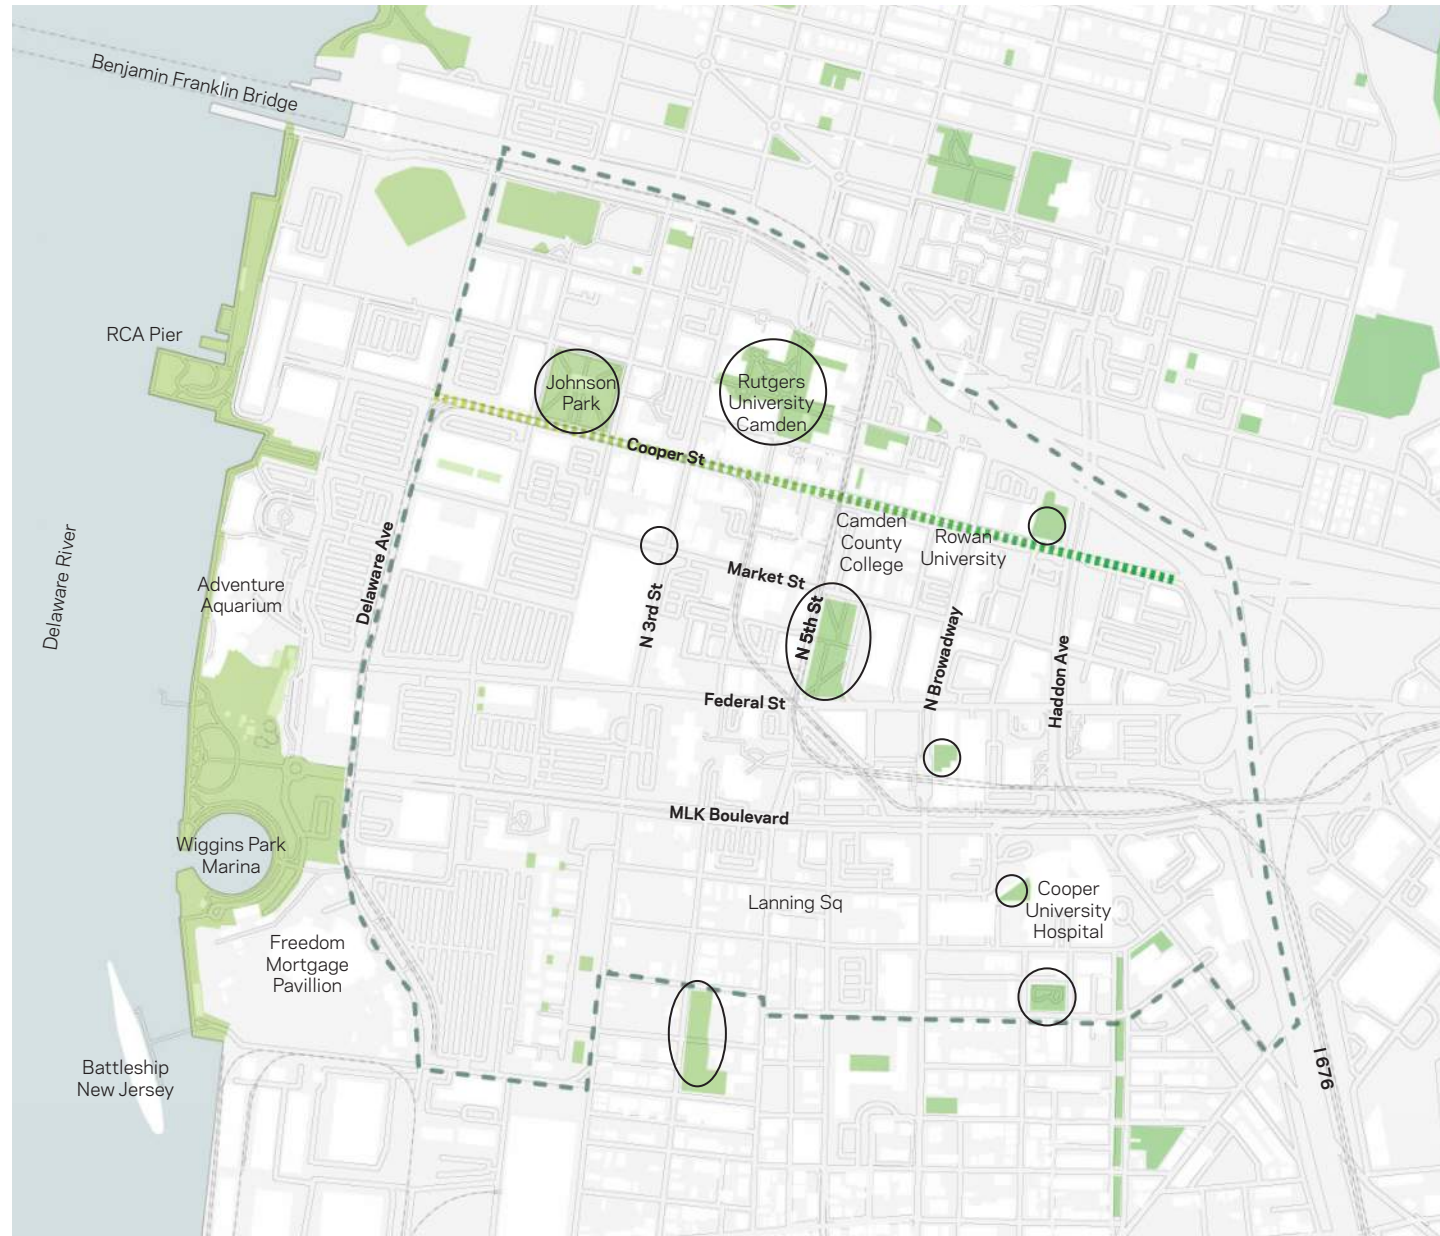 Benjamin Franklin Bridge
RCA Pier
Johnson
Park
Rutgers
University
Camden
Cooper St
Delaware River
Adventure
Aquarium
Delaware Ave
N 3rd St
Market St
N 5th St
Camden
County
College
Rowan
University
N Browadway
Haddon Ave
Federal St
MLK Boulevard
Wiggins Park
Marina
Lanning Sq
Cooper
University
Hospital
Freedom
Mortgage
Pavillion
Battleship
New Jersey
I 676